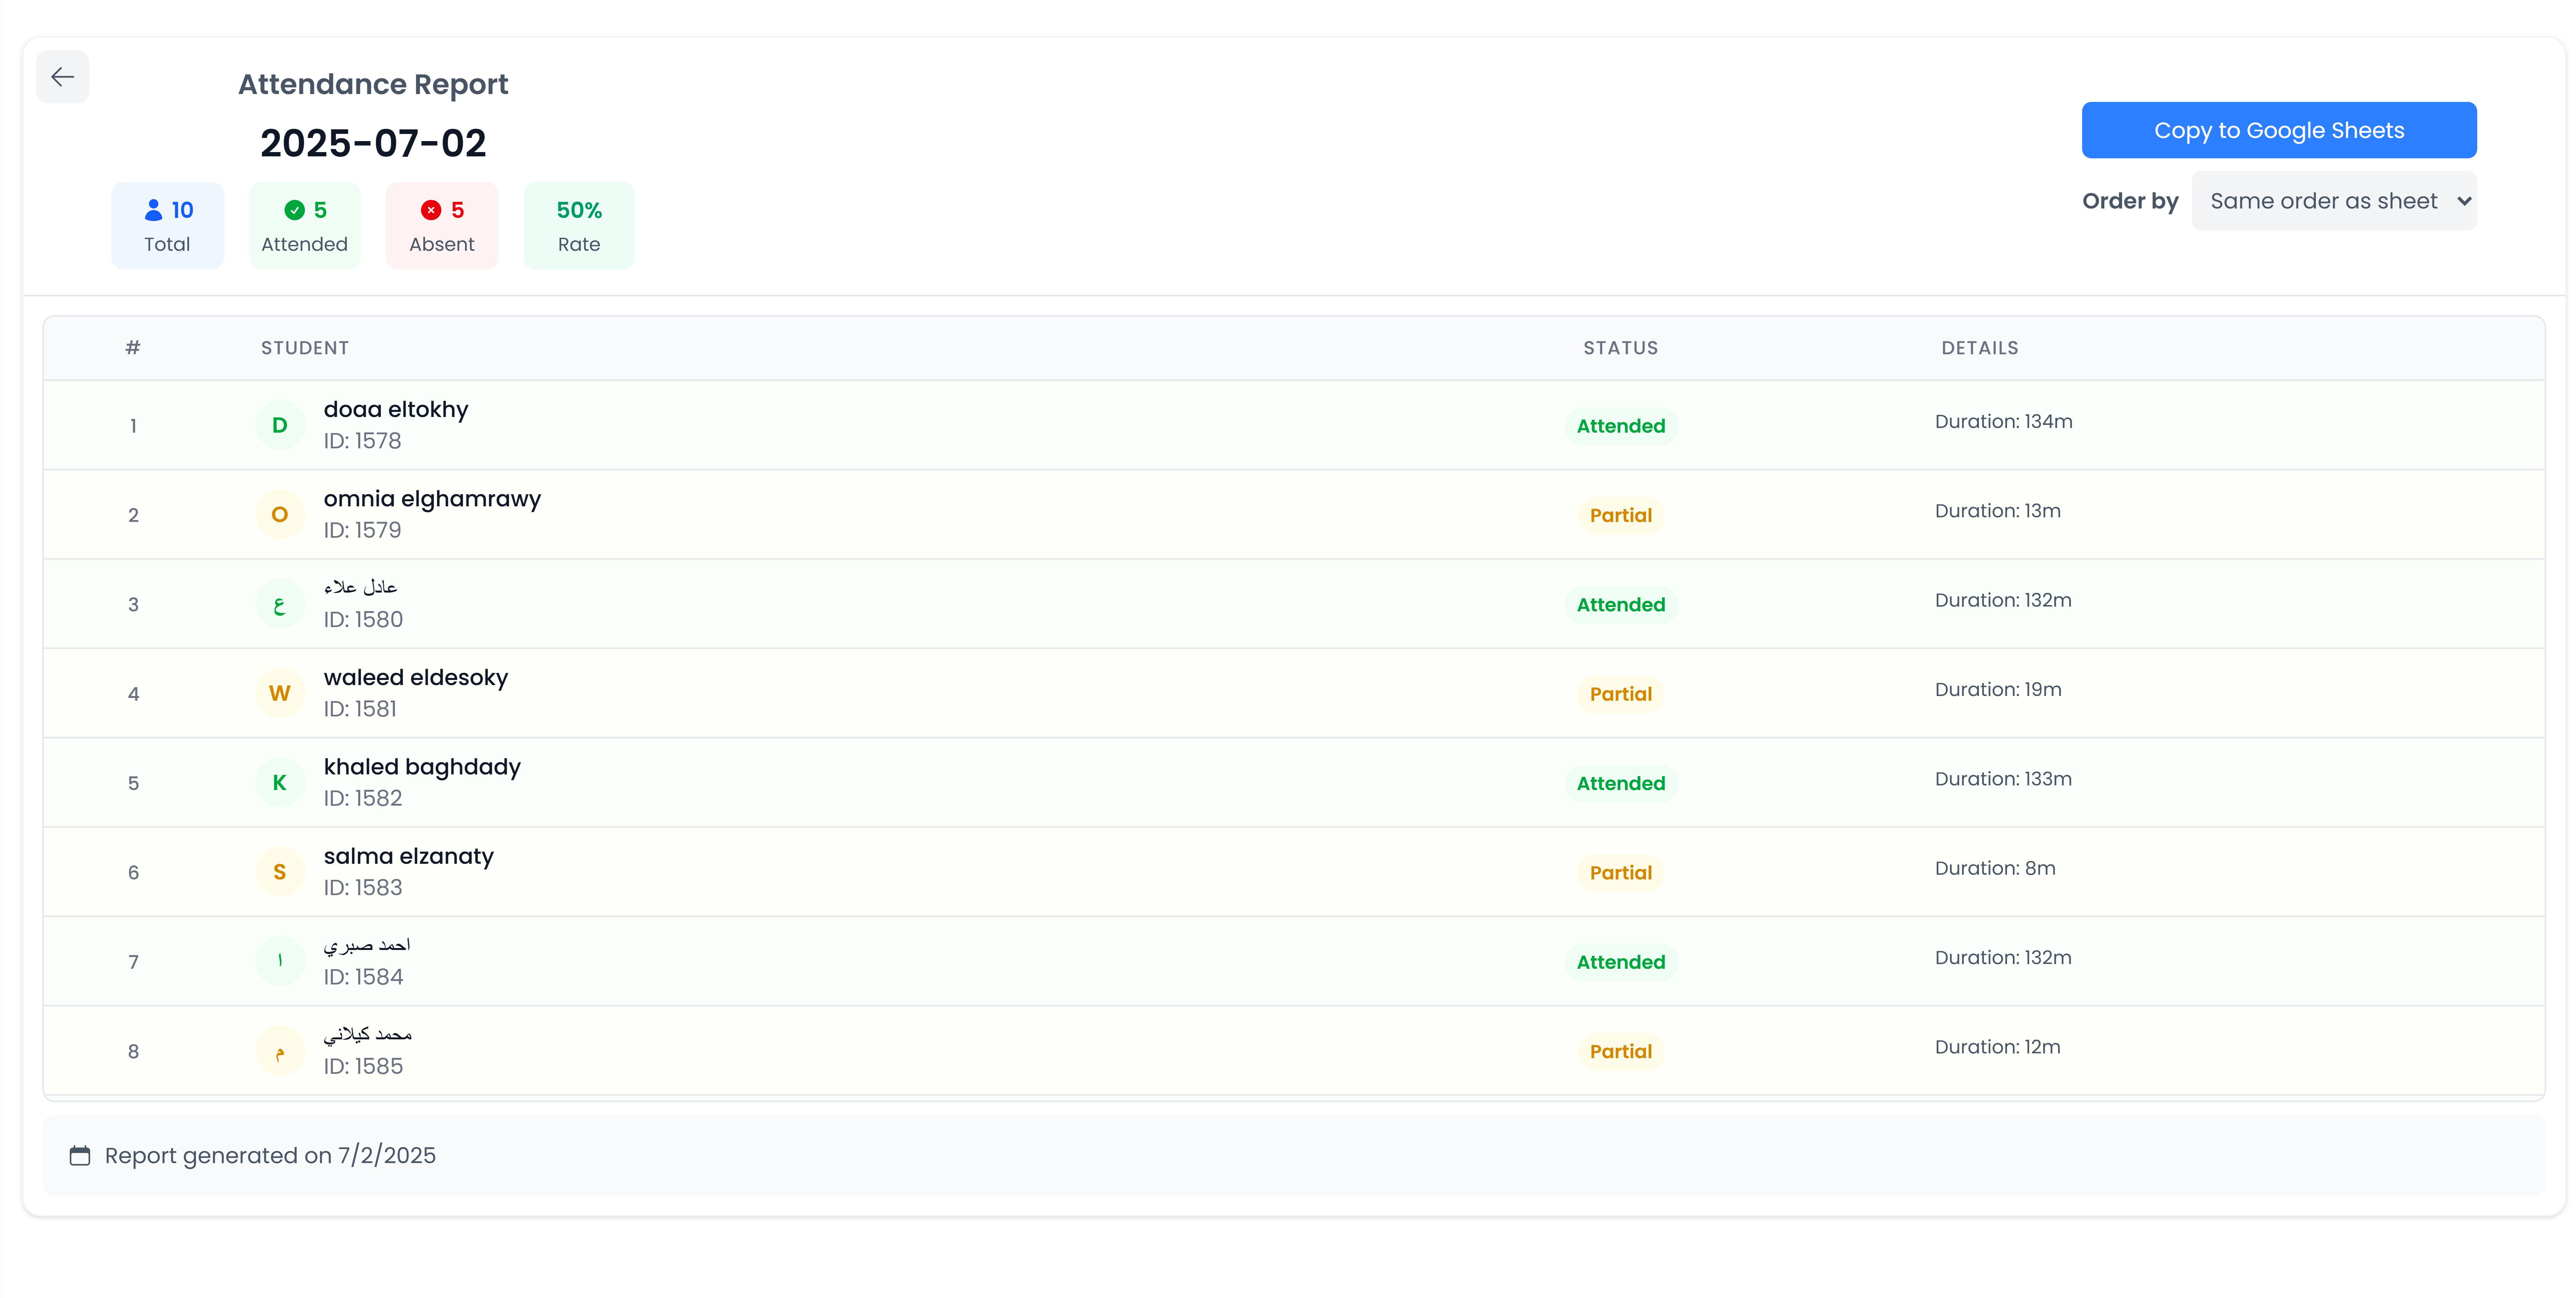 Attendance Report
2025-07-02
10
Total
5
Attended
5
Absent
50%
Rate
Copy to Google Sheets
Order by Same order as sheet
# STUDENT STATUS DETAILS
1 D doaa eltokhy Attended Duration: 134m
ID: 1578
2 O omnia elghamrawy Partial Duration: 13m
ID: 1579
3 ع عادل علاء Attended Duration: 132m
ID: 1580
4 W waleed eldesoky Partial Duration: 19m
ID: 1581
5 K khaled baghdady Attended Duration: 133m
ID: 1582
6 S salma elzanaty Partial Duration: 8m
ID: 1583
7 ا احمد صبري Attended Duration: 132m
ID: 1584
8 م محمد كيلاني Partial Duration: 12m
ID: 1585
Report generated on 7/2/2025